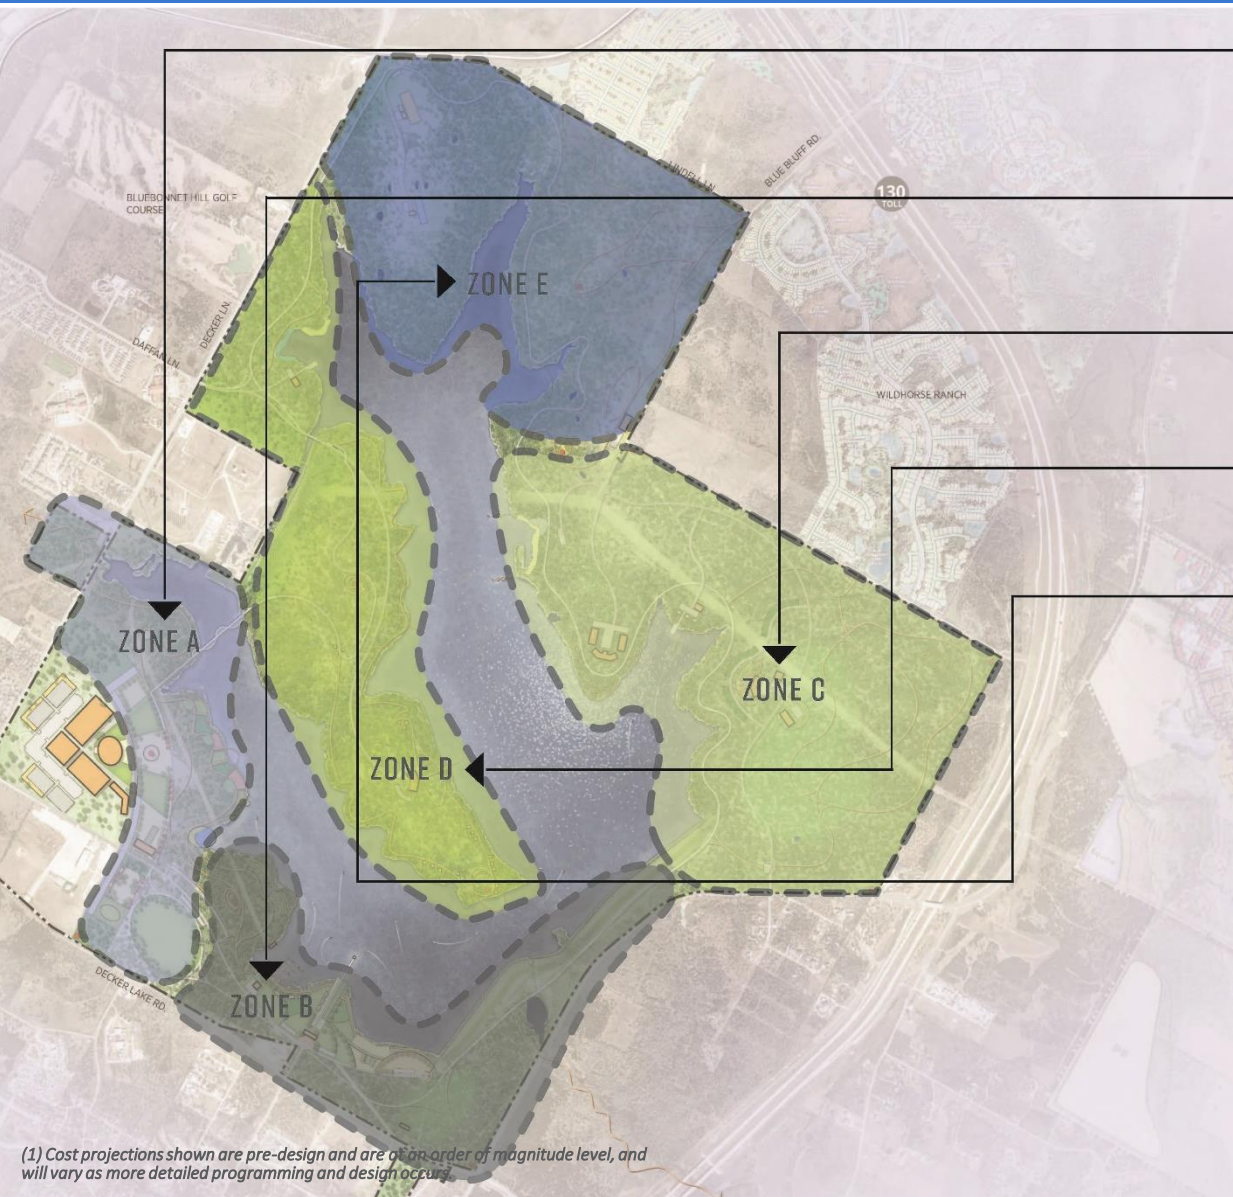 LINDELL LN.
BLUE BLUFF RD.
130
TOLL
BLUEBONNET HILL GOLF
COURSE
ZONE E
DECKER LN.
DAFFAN LN.
WILDHORSE RANCH
ZONE A
ZONE C
ZONE D
DECKER LAKE RD.
ZONE B
(1) Cost projections shown are pre-design and are at an order of magnitude level, and
will vary as more detailed programming and design occurs.